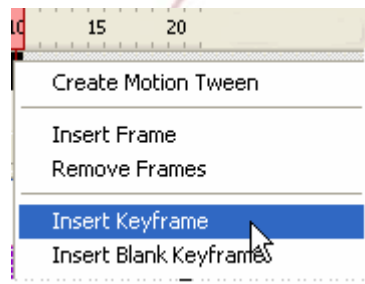 10 15 20
Create Motion Tween
Insert Frame
Remove Frames
Insert Keyframe
Insert Blank Keyframes